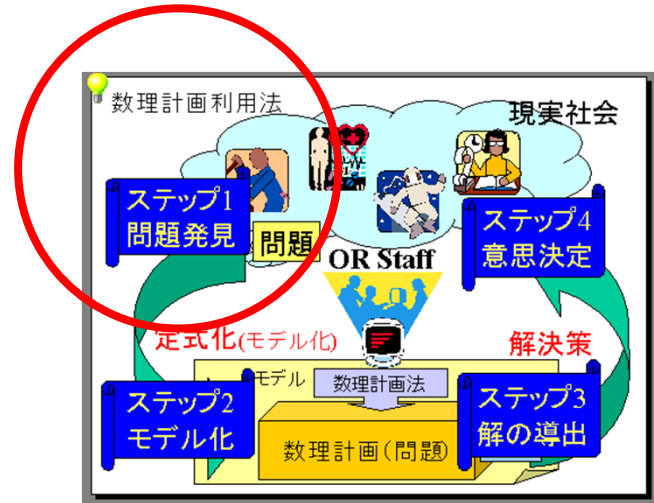 数理計画利用法
現実社会
ステップ1
問題発見
問題
OR Staff
ステップ4
意思決定
定式化(モデル化)
解決策
モデル
数理計画法
ステップ2
モデル化
数理計画(問題)
ステップ3
解の導出